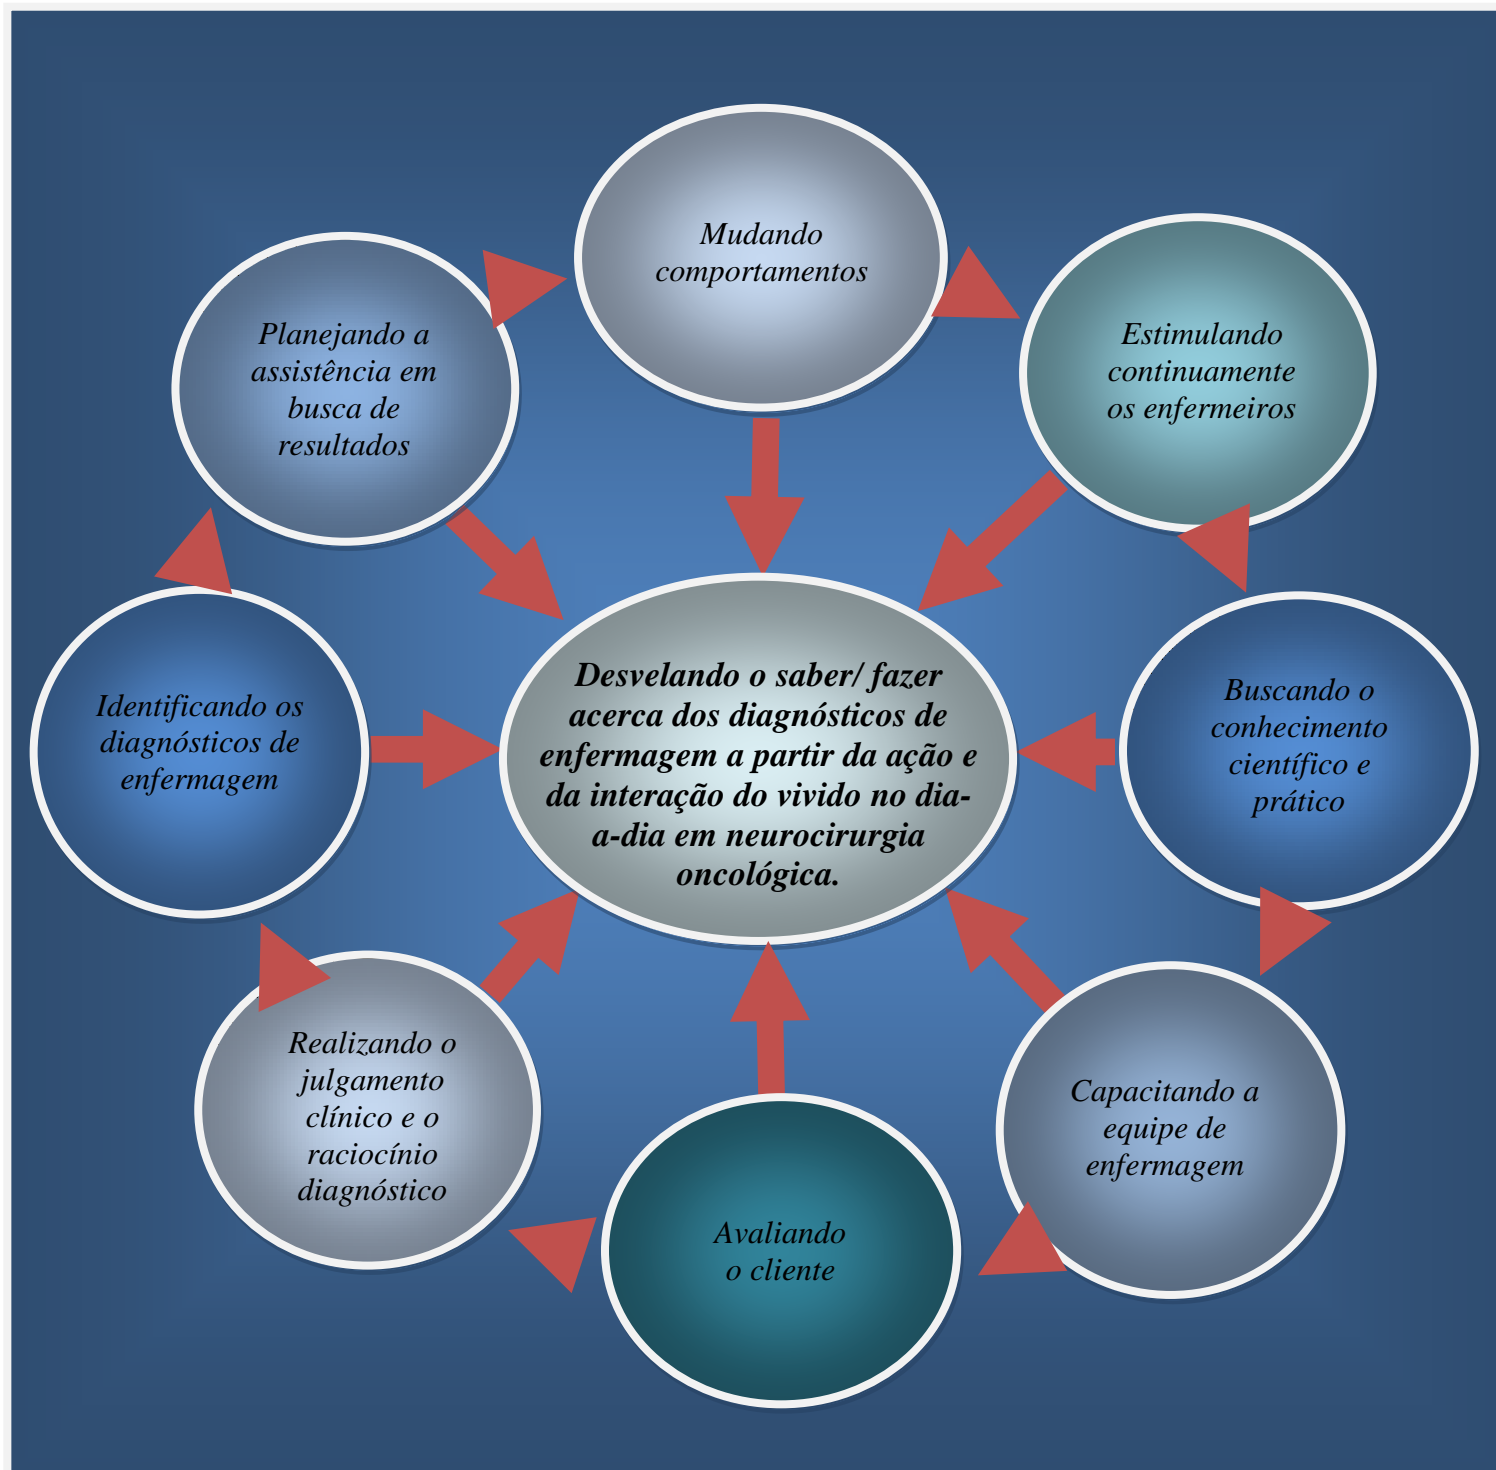 Mudando
comportamentos
Estimulando
continuamente
os enfermeiros
Planejando a
assistência em
busca de
resultados
Desvelando o saber/ fazer
acerca dos diagnósticos de
enfermagem a partir da ação e
da interação do vivido no dia-
a-dia em neurocirurgia
oncológica.
Buscando o
conhecimento
científico e
prático
Identificando os
diagnósticos de
enfermagem
Realizando o
julgamento
clínico e o
raciocínio
diagnóstico
Capacitando a
equipe de
enfermagem
Avaliando
o cliente